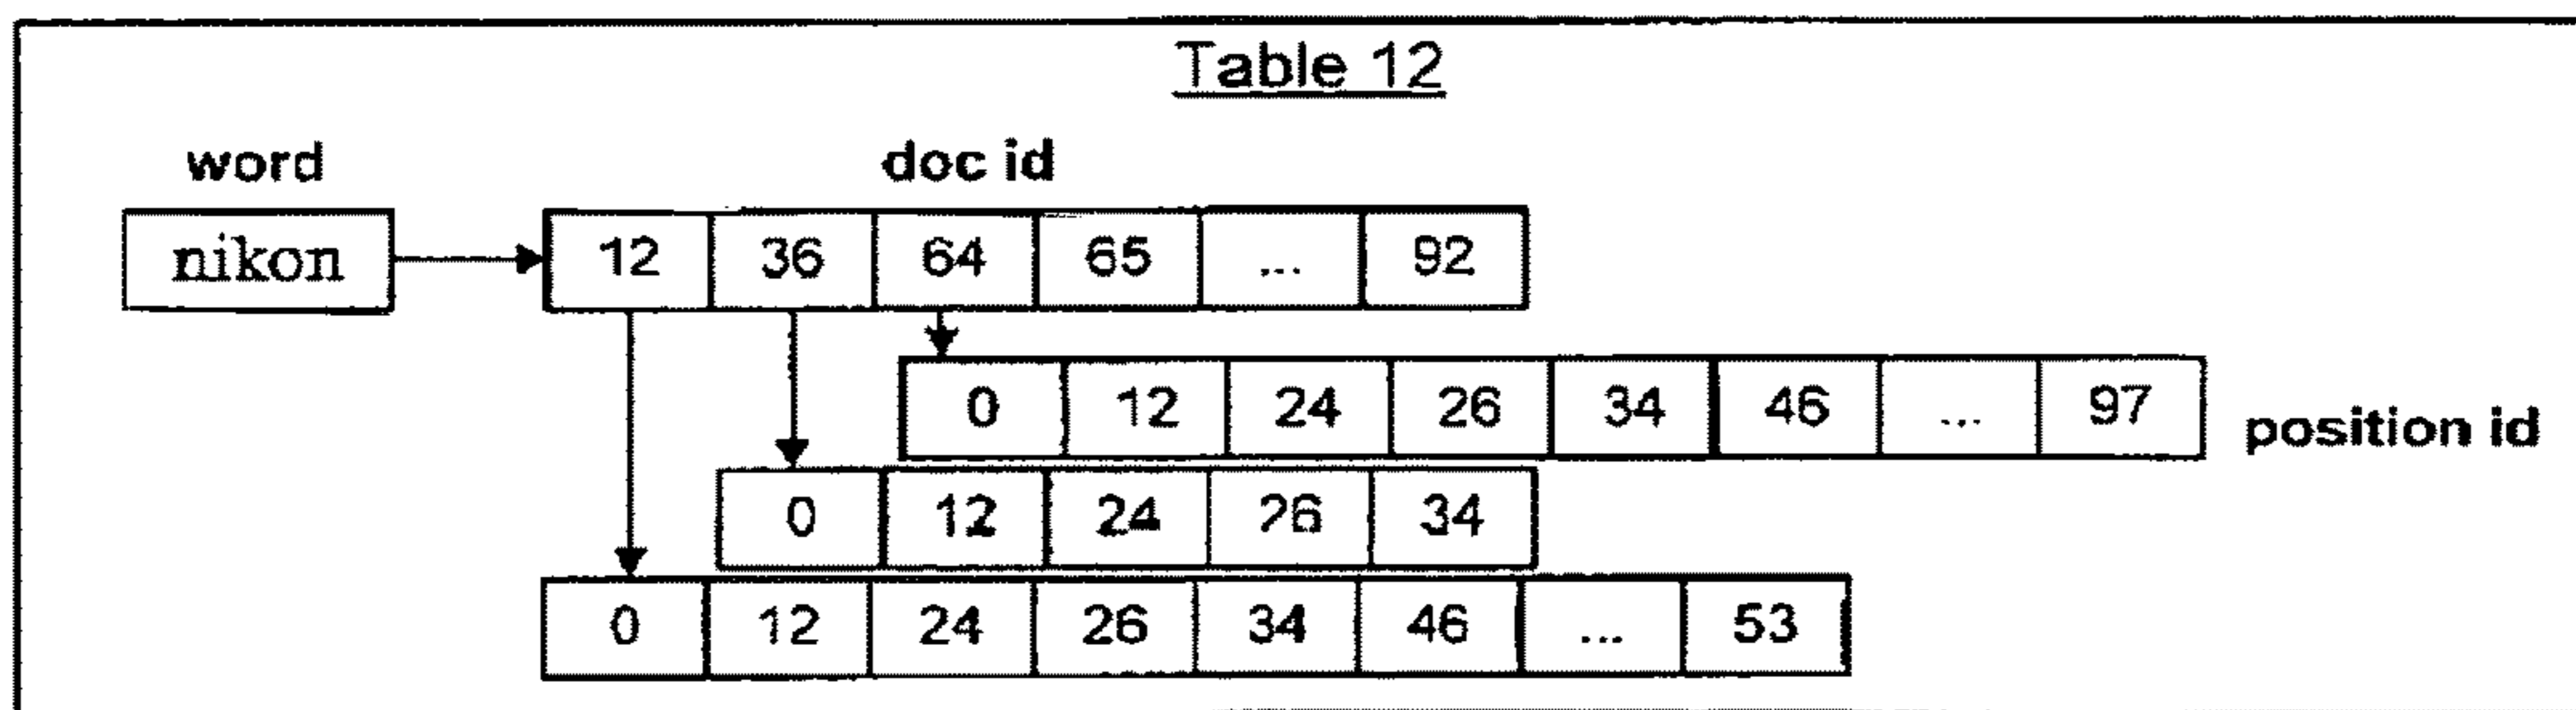 Table 12
word doc id
nikon 12 36 64 65 ... 92
0 12 24 26 34 46 ... 97 position id
0 12 24 26 34
0 12 24 26 34 46 ... 53